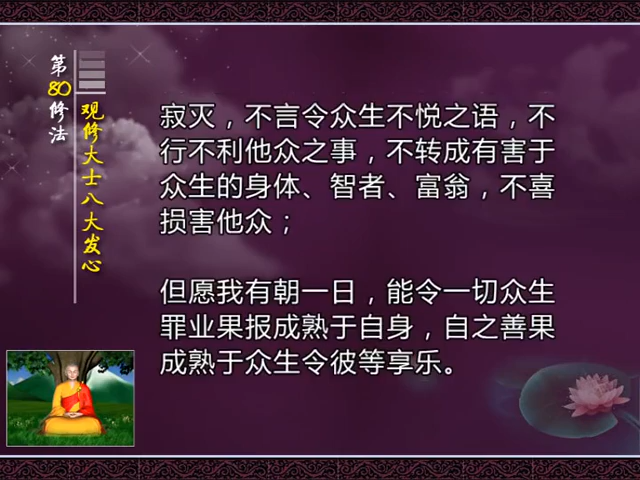 第80修法
观修大士八大发心
寂灭，不言令众生不悦之语，不
行不利他众之事，不转成有害于
众生的身体、智者、富翁，不喜
损害他众；
但愿我有朝一日，能令一切众生
罪业果报成熟于自身，自之善果
成熟于众生令彼等享乐。